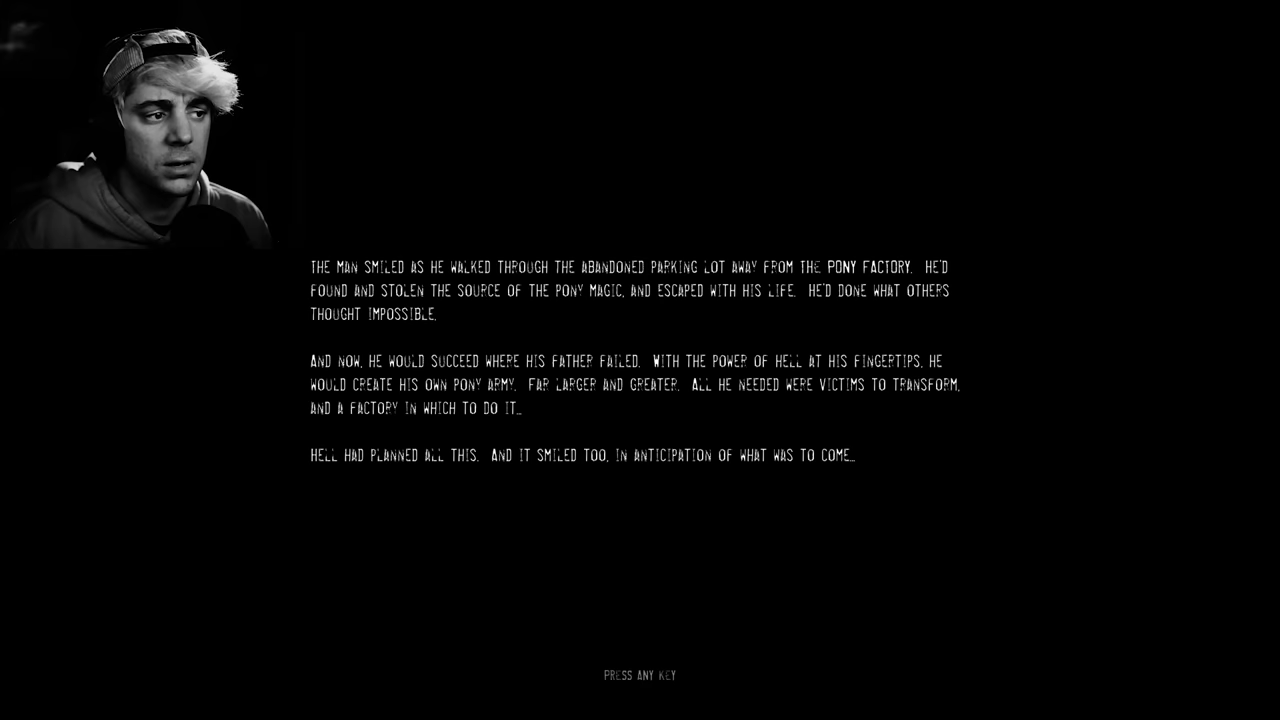 THE MAN SMILED AS HE WALKED THROUGH THE ABANDONED PARKING LOT AWAY FROM THE PONY FACTORY.  HE'D
FOUND AND STOLEN THE SOURCE OF THE PONY MAGIC, AND ESCAPED WITH HIS LIFE.  HE'D DONE WHAT OTHERS
THOUGHT IMPOSSIBLE.
AND NOW, HE WOULD SUCCEED WHERE HIS FATHER FAILED.  WITH THE POWER OF HELL AT HIS FINGERTIPS, HE
WOULD CREATE HIS OWN PONY ARMY.  FAR LARGER AND GREATER.  ALL HE NEEDED WERE VICTIMS TO TRANSFORM,
AND A FACTORY IN WHICH TO DO IT...
HELL HAD PLANNED ALL THIS.  AND IT SMILED TOO, IN ANTICIPATION OF WHAT WAS TO COME...
PRESS ANY KEY